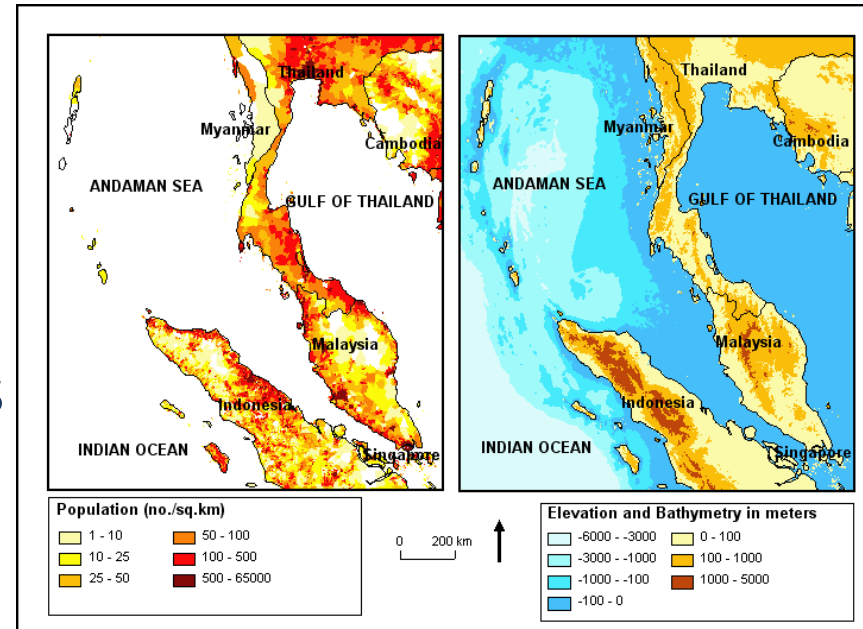 Thailand
Myanmar
Cambodia
ANDAMAN SEA
GULF OF THAILAND
Malaysia
Indonesia
INDIAN OCEAN
Singapore
Thailand
Myanmar
Cambodia
ANDAMAN SEA
GULF OF THAILAND
Malaysia
Indonesia
INDIAN OCEAN
Singapore
Population (no./sq.km)
1 - 10
50 - 100
10 - 25
100 - 500
25 - 50
500 - 65000
0 200 km
Elevation and Bathymetry in meters
-6000 - -3000
0 - 100
-3000 - -1000
100 - 1000
-1000 - -100
1000 - 5000
-100 - 0